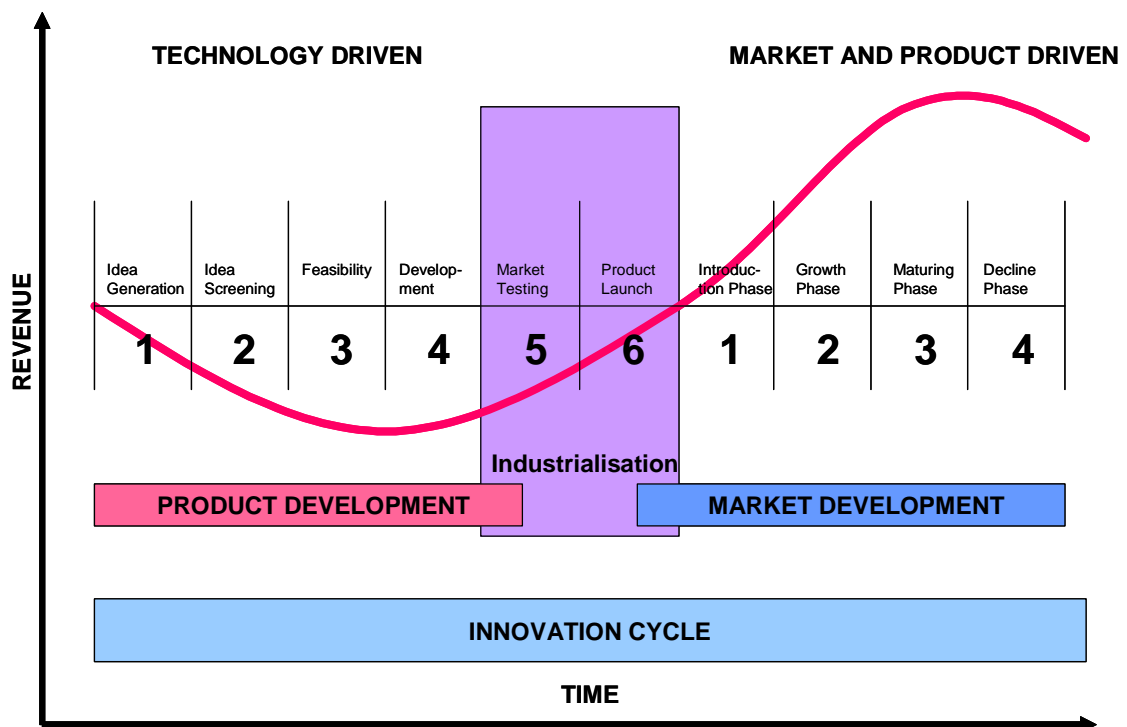 TECHNOLOGY DRIVEN
MARKET AND PRODUCT DRIVEN
REVENUE
Idea
Generation
Idea
Screening
Feasibility
Develop-
ment
Market
Testing
Product
Launch
Introduc-
tion Phase
Growth
Phase
Maturing
Phase
Decline
Phase
1
2
3
4
5
6
1
2
3
4
Industrialisation
PRODUCT DEVELOPMENT
MARKET DEVELOPMENT
INNOVATION CYCLE
TIME